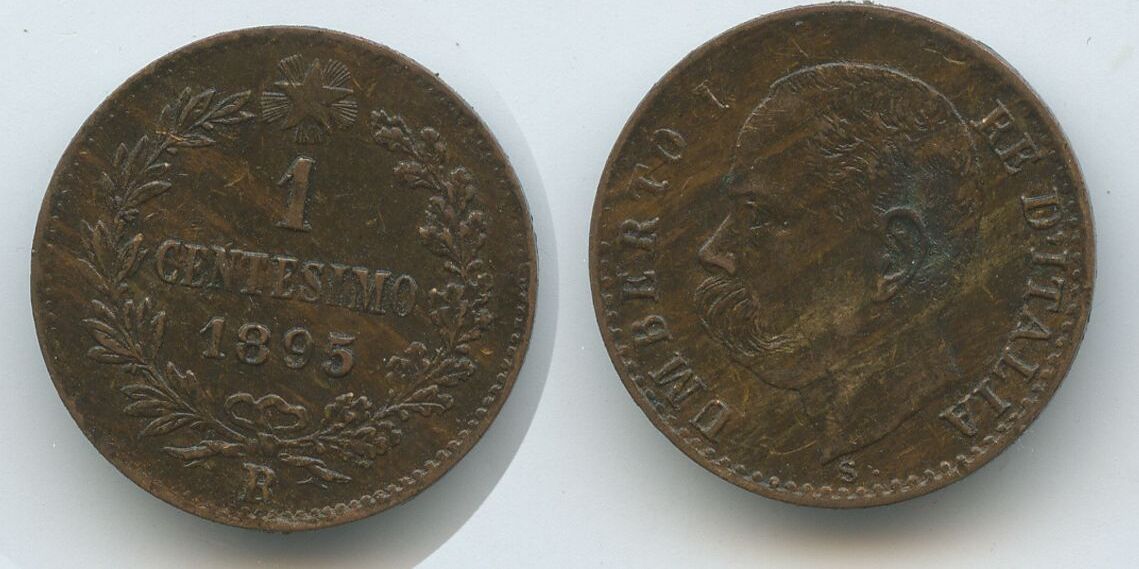 1
CENTESIMO
1895
R
UMBERTO I RE D'ITALIA
S